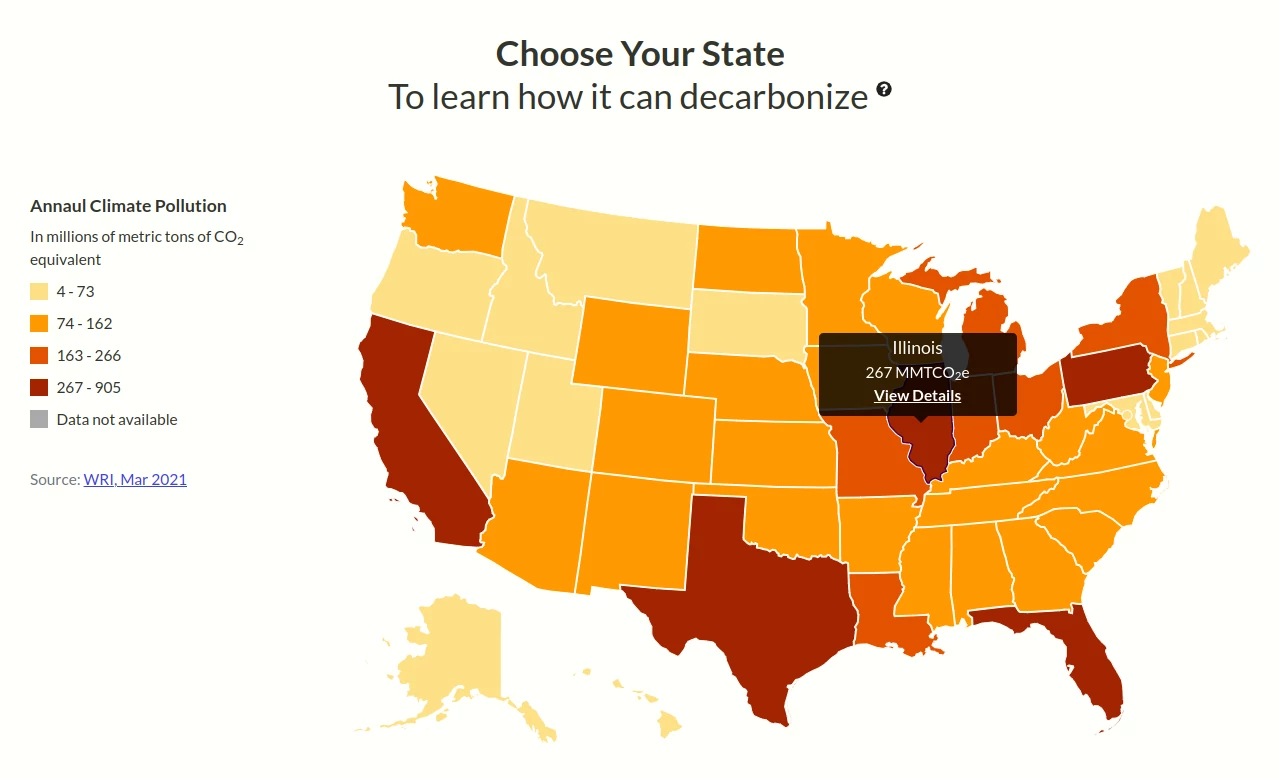 Choose Your State
To learn how it can decarbonize ?
Annaul Climate Pollution
In millions of metric tons of CO2
equivalent
4 - 73
74 - 162
163 - 266
267 - 905
Data not available
Source: WRI, Mar 2021
Illinois
267 MMTCO2e
View Details